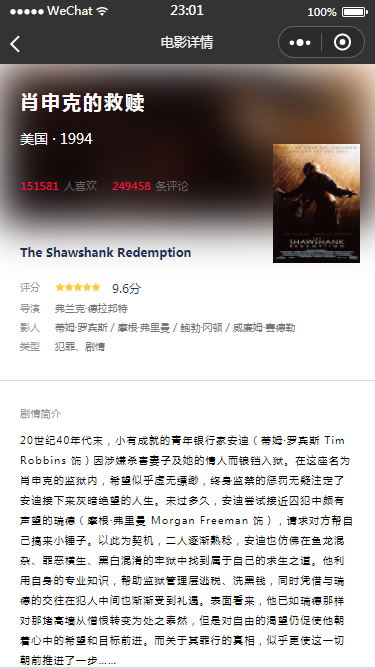 WeChat
23:01
100%
电影详情
肖申克的救赎
美国 · 1994
151581 人喜欢 249458 条评论
THE
SHAWSHANK
REDEMPTION
The Shawshank Redemption
评分 9.6分
导演 弗兰克·德拉邦特
影人 蒂姆·罗宾斯 / 摩根·弗里曼 / 鲍勃·冈顿 / 威廉姆·塞德勒
类型 犯罪、剧情
剧情简介
20世纪40年代末，小有成就的青年银行家安迪（蒂姆·罗宾斯 Tim
Robbins 饰）因涉嫌杀害妻子及她的情人而锒铛入狱。在这座名为
肖申克的监狱内，希望似乎虚无缥缈，终身监禁的惩罚无疑注定了
安迪接下来灰暗绝望的人生。未过多久，安迪尝试接近囚犯中颇有
声望的瑞德（摩根·弗里曼 Morgan Freeman 饰），请求对方帮自
己搞来小锤子。以此为契机，二人逐渐熟稔，安迪也仿佛在鱼龙混
杂、罪恶横生、黑白混淆的牢狱中找到属于自己的求生之道。他利
用自身的专业知识，帮助监狱管理层逃税、洗黑钱，同时凭借与瑞
德的交往在犯人中间也渐渐受到礼遇。表面看来，他已如瑞德那样
对那堵高墙从憎恨转变为处之泰然，但是对自由的渴望仍促使他朝
着心中的希望和目标前进。而关于其罪行的真相，似乎更使这一切
朝前推进了一步……